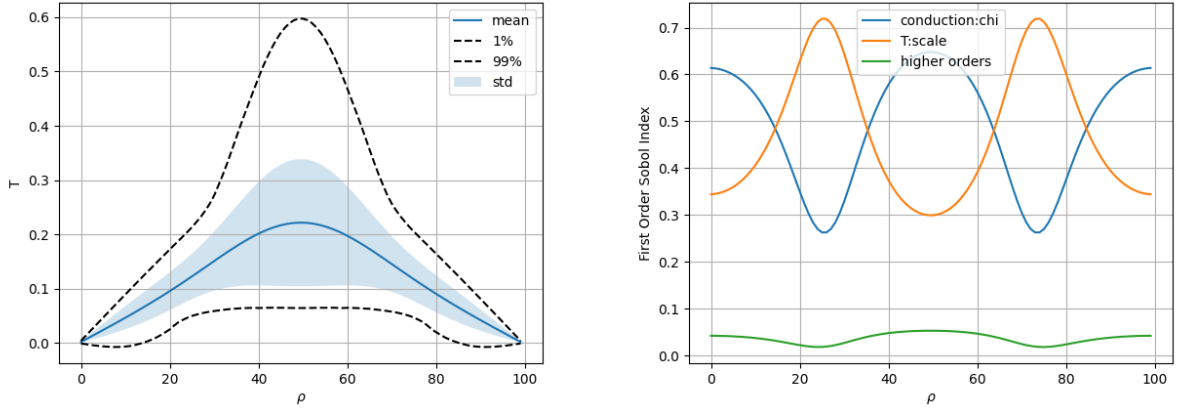 0.6
0.5
0.4
0.3
0.2
0.1
0.0
T
0 20 40 60 80 100
ρ
mean
1%
99%
std
0.7
0.6
0.5
0.4
0.3
0.2
0.1
0.0
First Order Sobol Index
0 20 40 60 80 100
ρ
conduction:chi
T:scale
higher orders